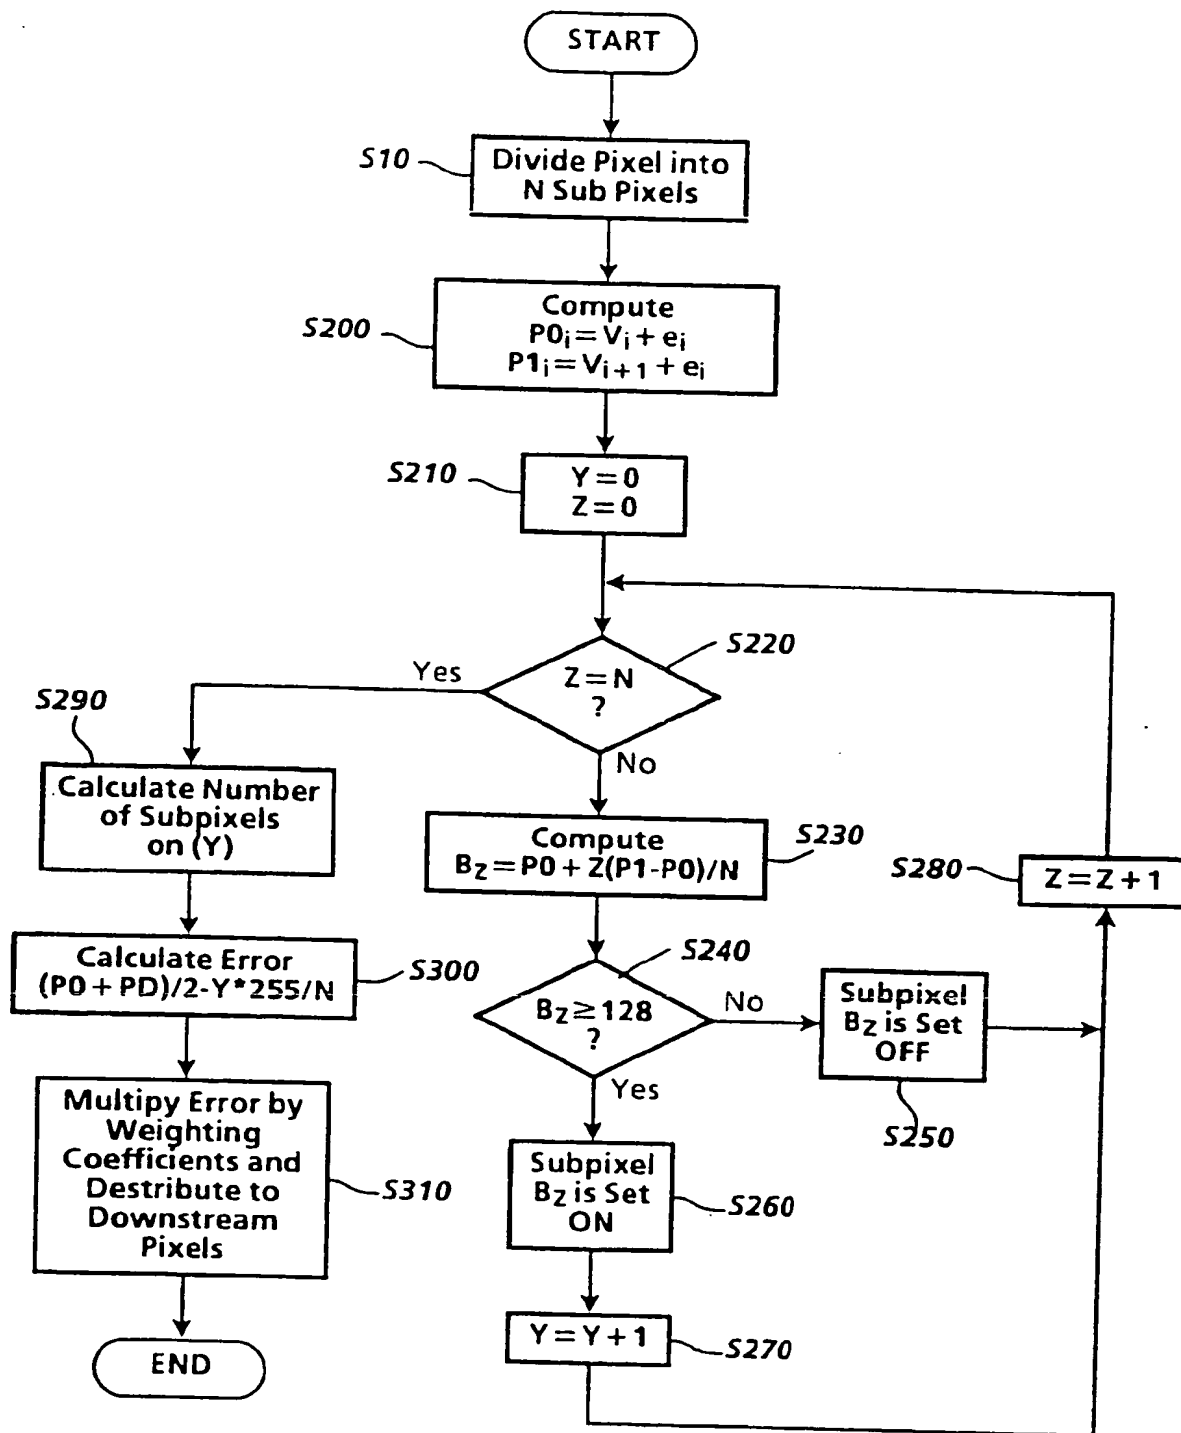 START
S10
Divide Pixel into
N Sub Pixels
S200
Compute
P0i = Vi + ei
P1i = Vi+1 + ei
S210
Y = 0
Z = 0
S220
Yes
Z = N
?
No
S290
Calculate Number
of Subpixels
on (Y)
Compute
BZ = P0 + Z(P1-P0)/N
S230
S280
Z = Z + 1
Calculate Error
(P0 + PD)/2-Y*255/N
S300
S240
BZ ≥ 128
?
No
Yes
Subpixel
BZ is Set
OFF
S250
Multipy Error by
Weighting
Coefficients and
Destribute to
Downstream
Pixels
S310
Subpixel
BZ is Set
ON
S260
Y = Y + 1
S270
END